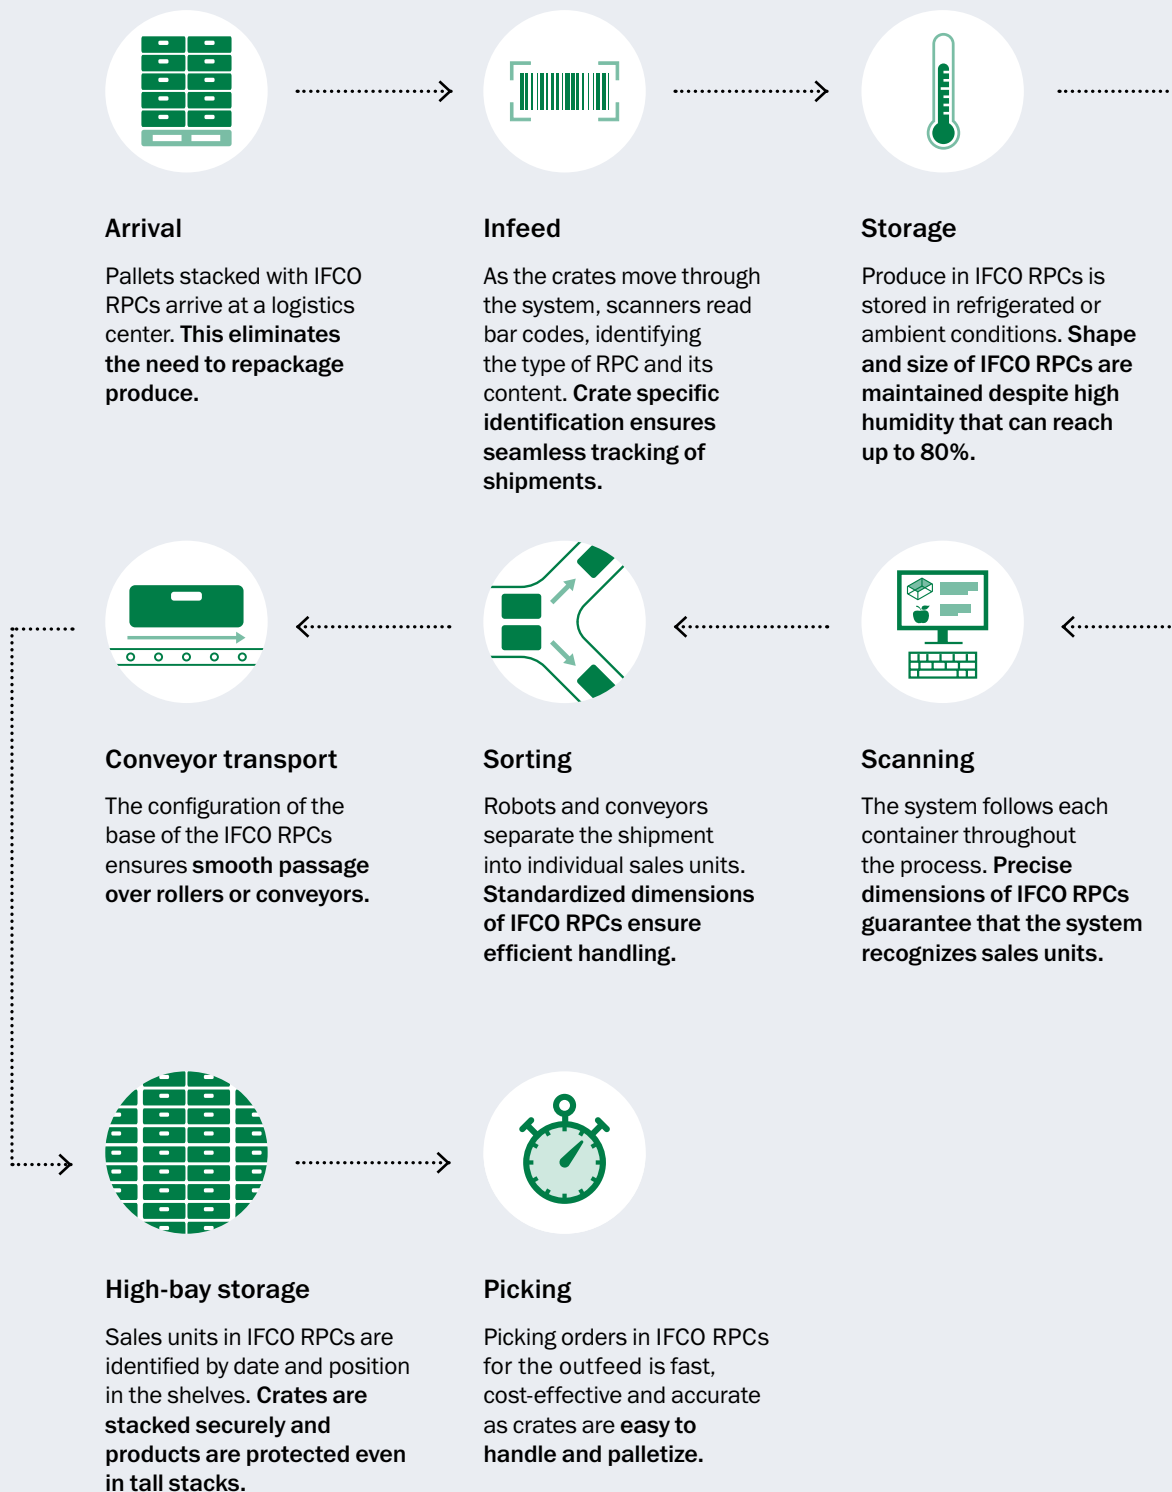 Arrival
Pallets stacked with IFCO
RPCs arrive at a logistics
center. This eliminates
the need to repackage
produce.
Infeed
As the crates move through
the system, scanners read
bar codes, identifying
the type of RPC and its
content. Crate specific
identification ensures
seamless tracking of
shipments.
Storage
Produce in IFCO RPCs is
stored in refrigerated or
ambient conditions. Shape
and size of IFCO RPCs are
maintained despite high
humidity that can reach
up to 80%.
Conveyor transport
The configuration of the
base of the IFCO RPCs
ensures smooth passage
over rollers or conveyors.
Sorting
Robots and conveyors
separate the shipment
into individual sales units.
Standardized dimensions
of IFCO RPCs ensure
efficient handling.
Scanning
The system follows each
container throughout
the process. Precise
dimensions of IFCO RPCs
guarantee that the system
recognizes sales units.
High-bay storage
Sales units in IFCO RPCs are
identified by date and position
in the shelves. Crates are
stacked securely and
products are protected even
in tall stacks.
Picking
Picking orders in IFCO RPCs
for the outfeed is fast,
cost-effective and accurate
as crates are easy to
handle and palletize.